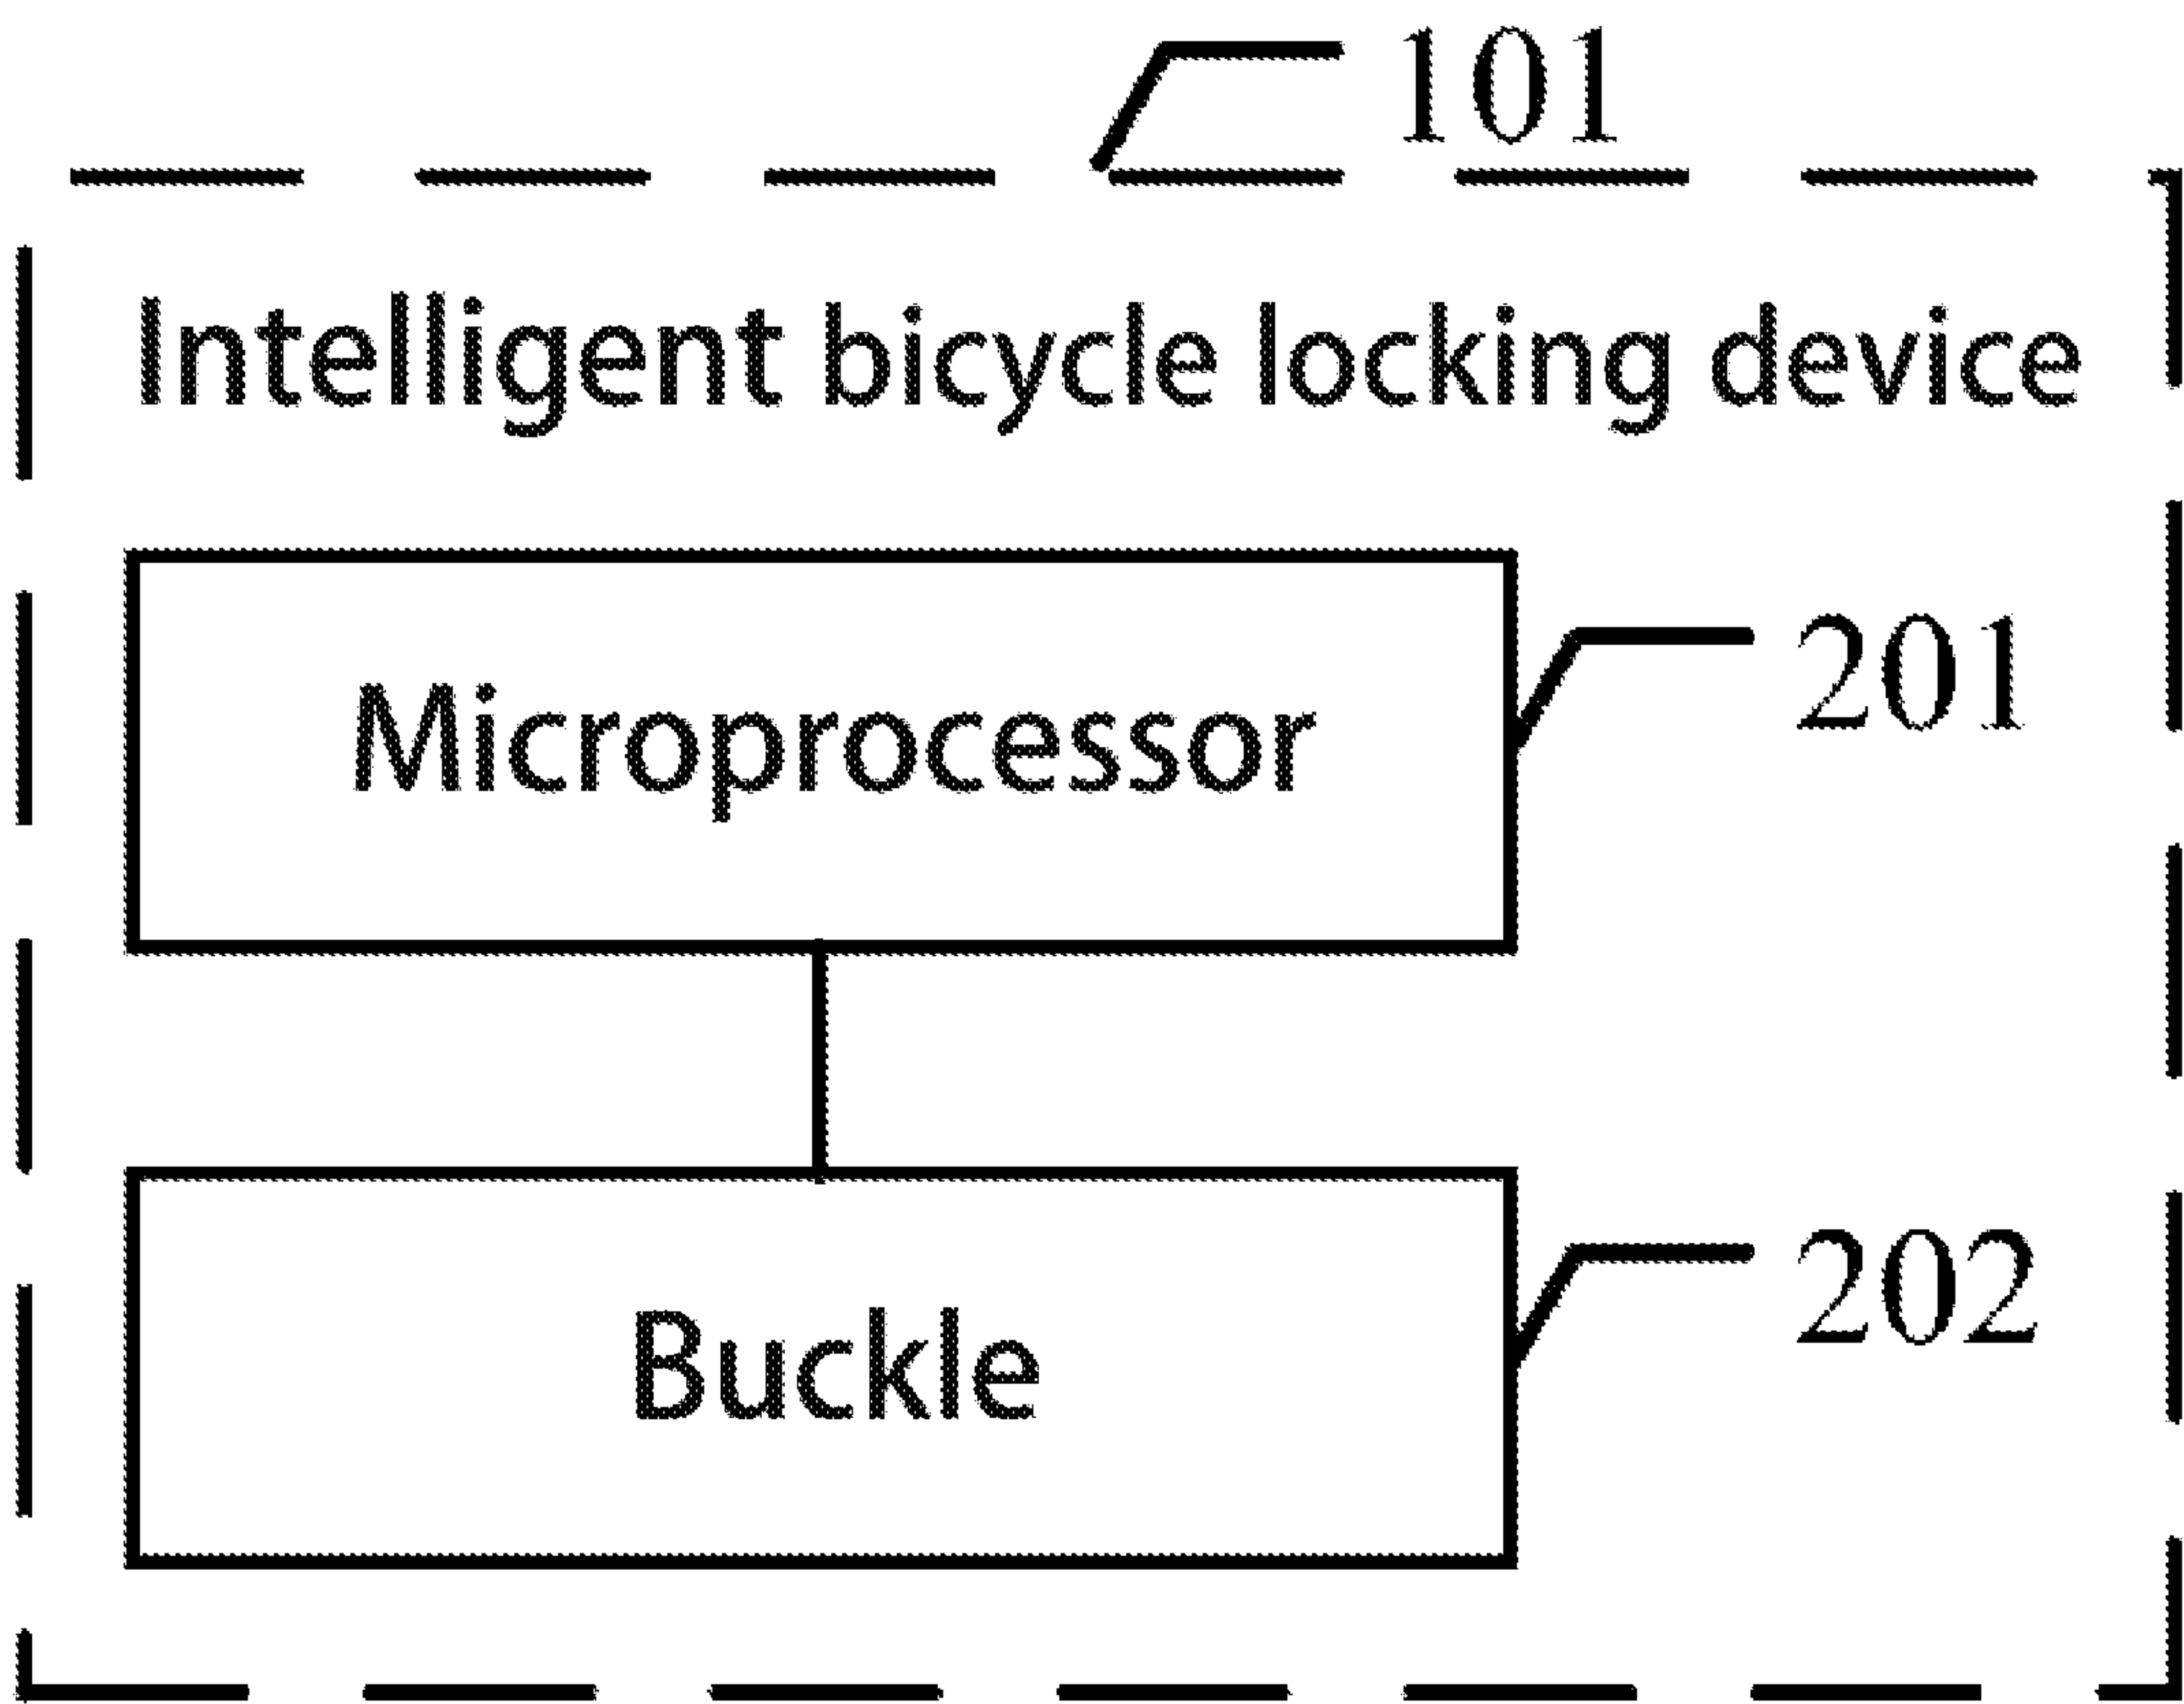 101
Intelligent bicycle locking device
Microprocessor
201
Buckle
202